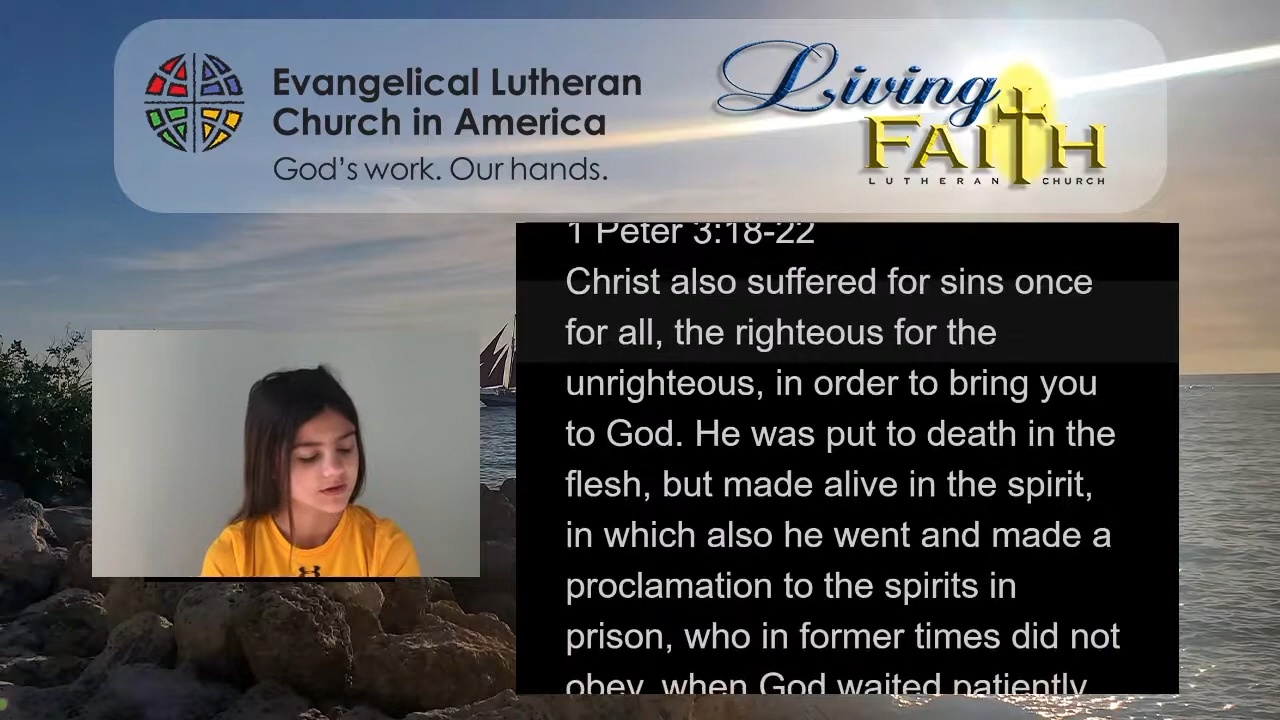 Evangelical Lutheran
Church in America
God's work. Our hands.
Living
FAITH
LUTHERAN CHURCH
1 Peter 3:18-22
Christ also suffered for sins once
for all, the righteous for the
unrighteous, in order to bring you
to God. He was put to death in the
flesh, but made alive in the spirit,
in which also he went and made a
proclamation to the spirits in
prison, who in former times did not
obey, when God waited patiently